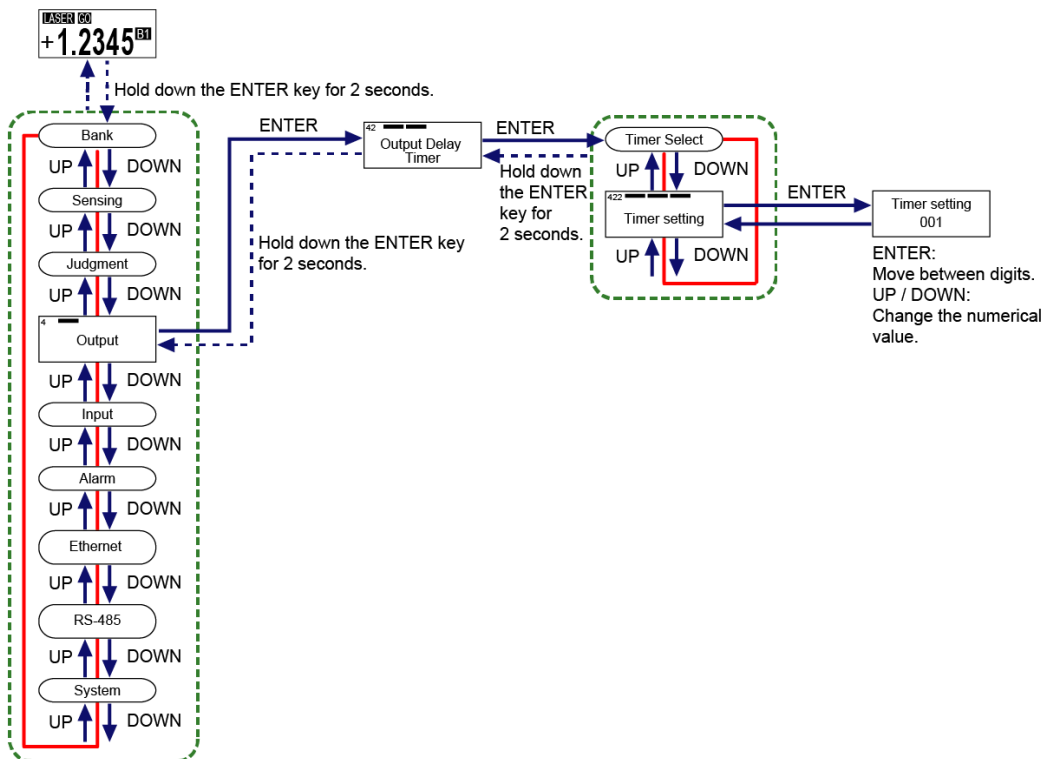 LASER GO
+1.2345 B1
Hold down the ENTER key for 2 seconds.
Bank
UP DOWN
Sensing
UP DOWN
Judgment
UP DOWN
4
Output
UP DOWN
Input
UP DOWN
Alarm
UP DOWN
Ethernet
UP DOWN
RS-485
UP DOWN
System
UP DOWN
ENTER
Hold down the ENTER key
for 2 seconds.
42
Output Delay
Timer
ENTER
Hold down
the ENTER
key for
2 seconds.
Timer Select
UP DOWN
422
Timer setting
UP DOWN
ENTER
Timer setting
001
ENTER:
Move between digits.
UP / DOWN:
Change the numerical
value.